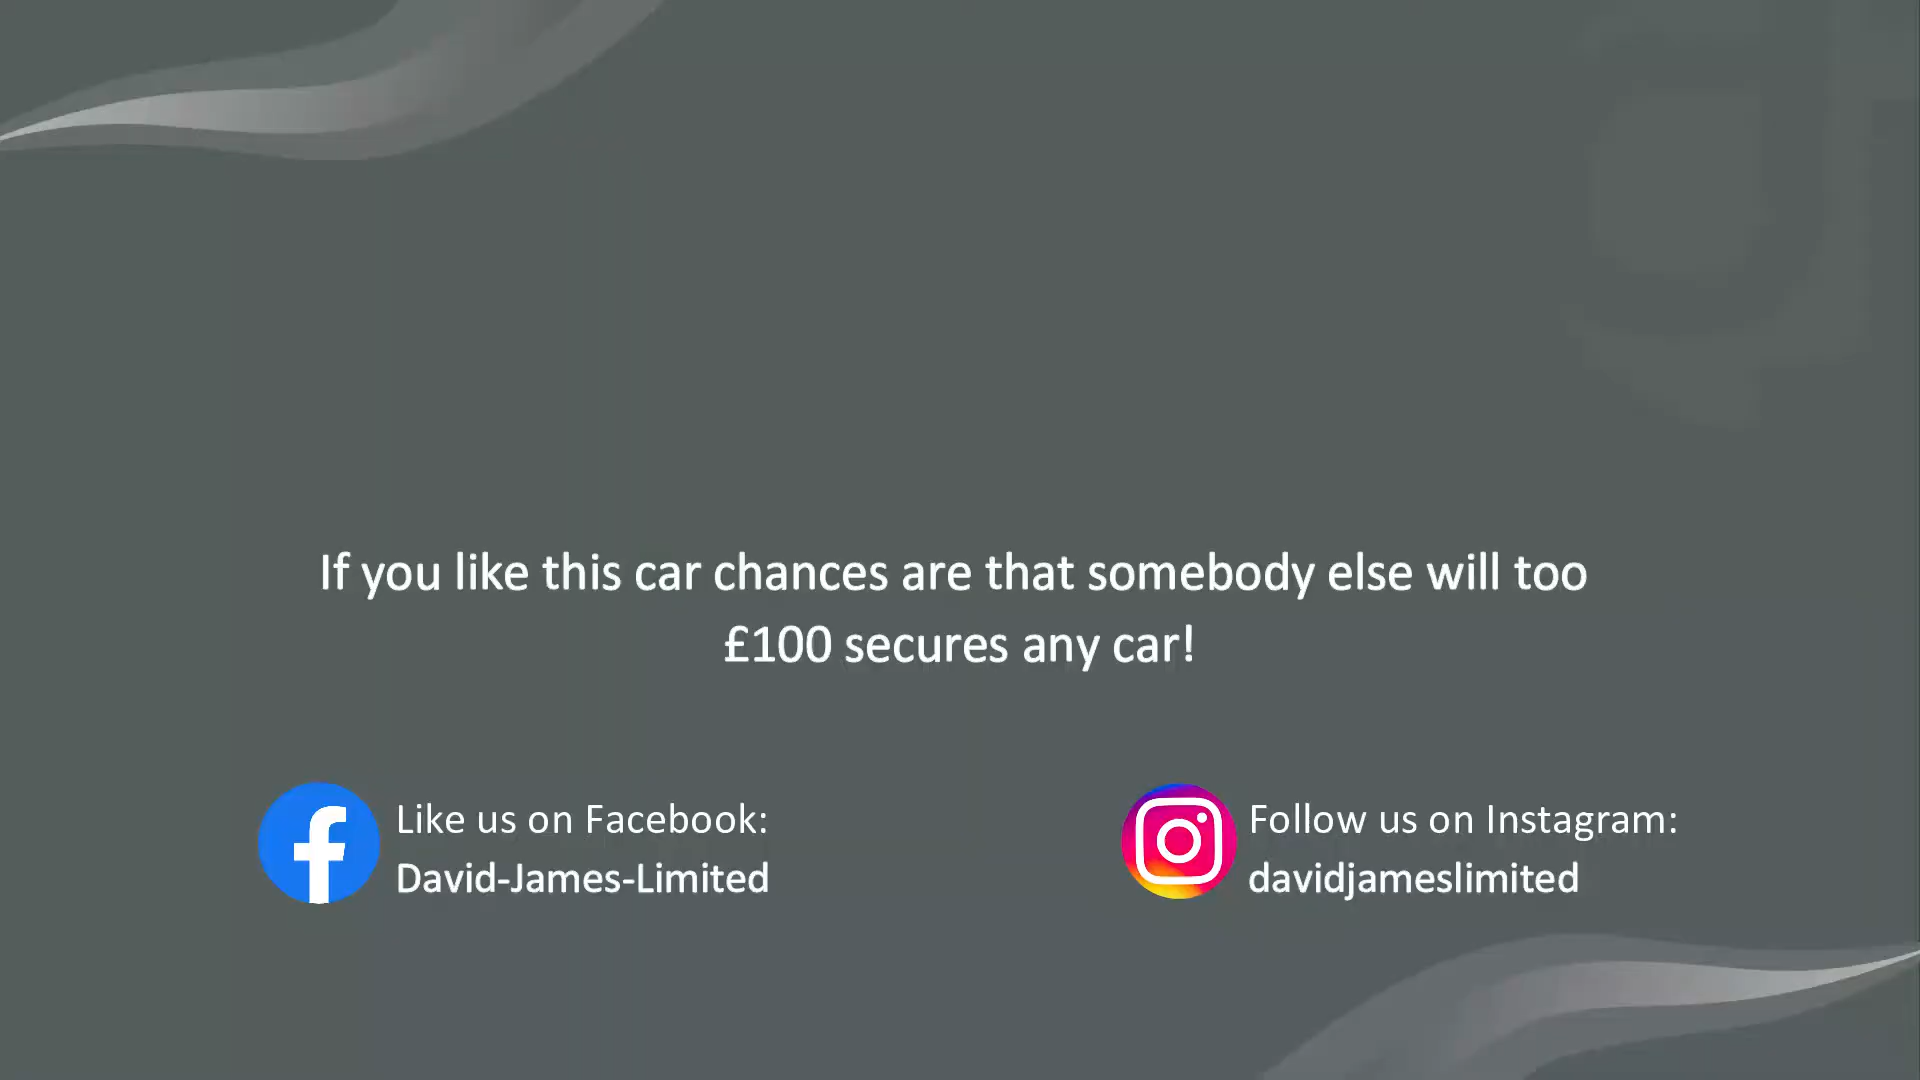 If you like this car chances are that somebody else will too
£100 secures any car!
Like us on Facebook:
David-James-Limited
Follow us on Instagram:
davidjameslimited